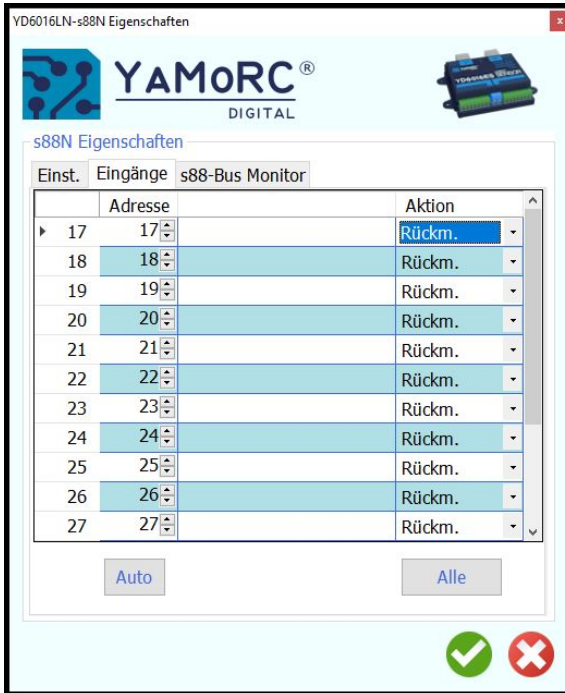 YD6016LN-s88N Eigenschaften
YAMORC®
DIGITAL
s88N Eigenschaften
Einst. Eingänge s88-Bus Monitor
Adresse Aktion
17 17 Rückm.
18 18 Rückm.
19 19 Rückm.
20 20 Rückm.
21 21 Rückm.
22 22 Rückm.
23 23 Rückm.
24 24 Rückm.
25 25 Rückm.
26 26 Rückm.
27 27 Rückm.
Auto Alle